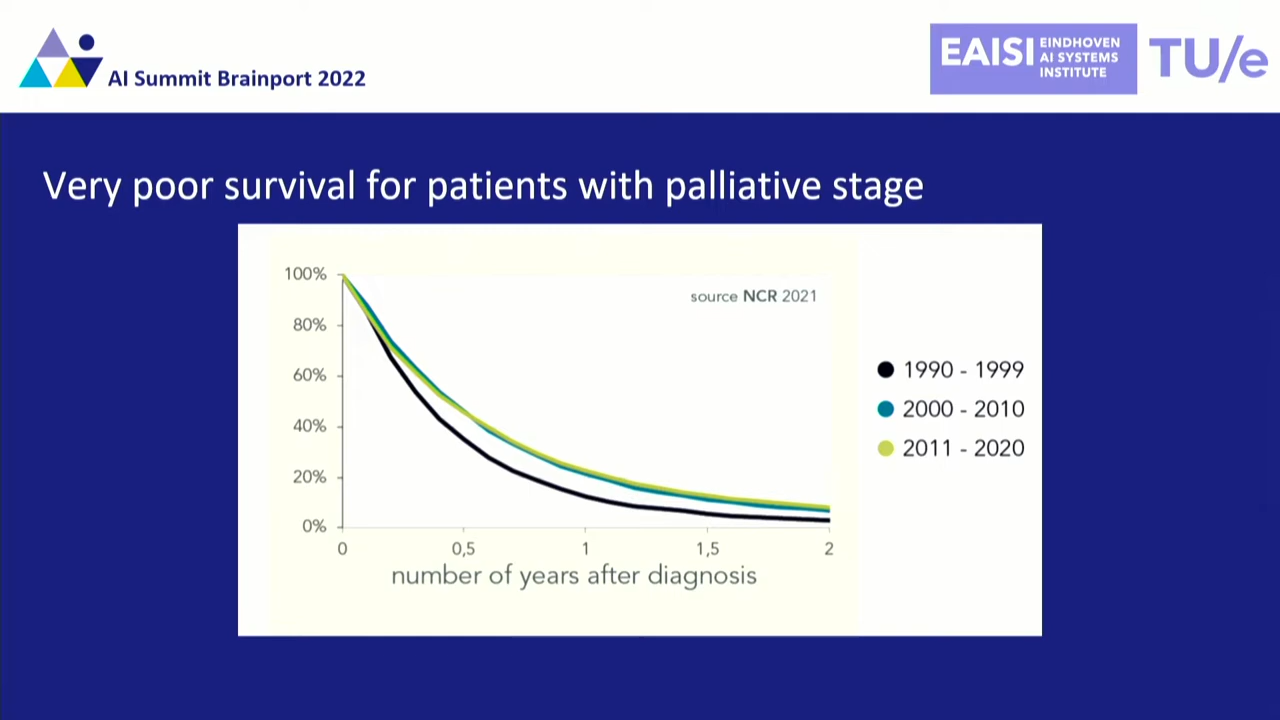 AI Summit Brainport 2022
EAISI
EINDHOVEN
AI SYSTEMS
INSTITUTE
TU/e
Very poor survival for patients with palliative stage
100%
80%
60%
40%
20%
0%
source NCR 2021
0
0,5
1
1,5
2
number of years after diagnosis
1990 - 1999
2000 - 2010
2011 - 2020